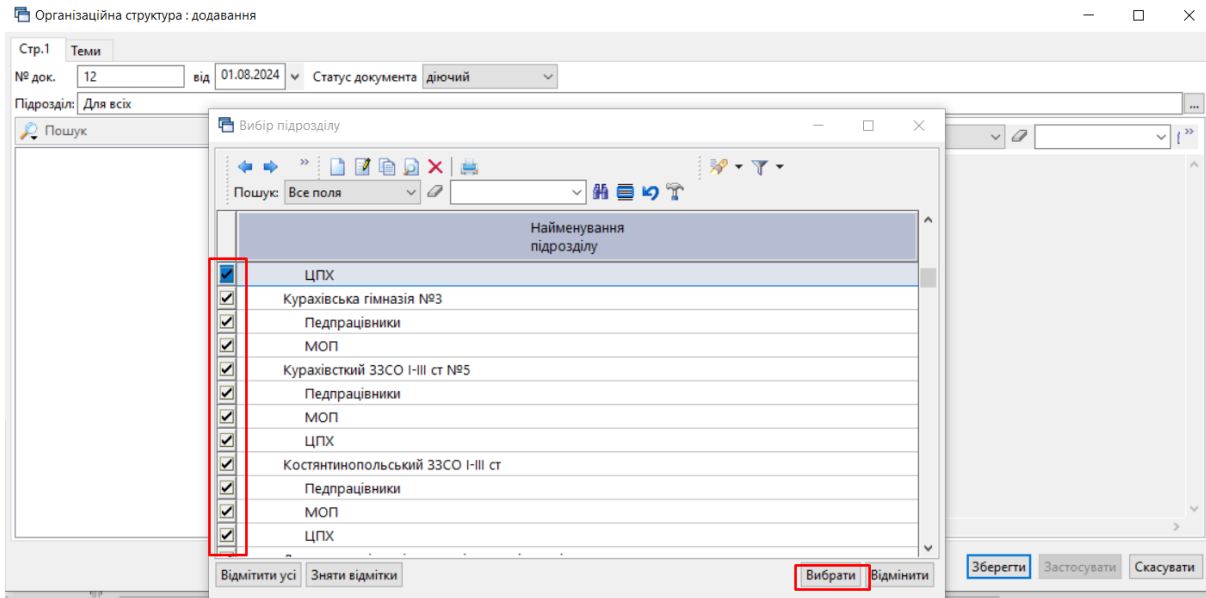 Організаційна структура : додавання
Стр.1 Теми
№ док. 12 від 01.08.2024 Статус документа діючий
Підрозділ: Для всіх ...
Пошук
Вибір підрозділу
Пошук: Все поля
Найменування
підрозділу
ЦПХ
Курахівська гімназія №3
Педпрацівники
МОП
Курахівсткий ЗЗСО І-ІІІ ст №5
Педпрацівники
МОП
ЦПХ
Костянтинопольський ЗЗСО І-ІІІ ст
Педпрацівники
МОП
ЦПХ
Відмітити усі Зняти відмітки Вибрати Відмінити
Зберегти Застосувати Скасувати